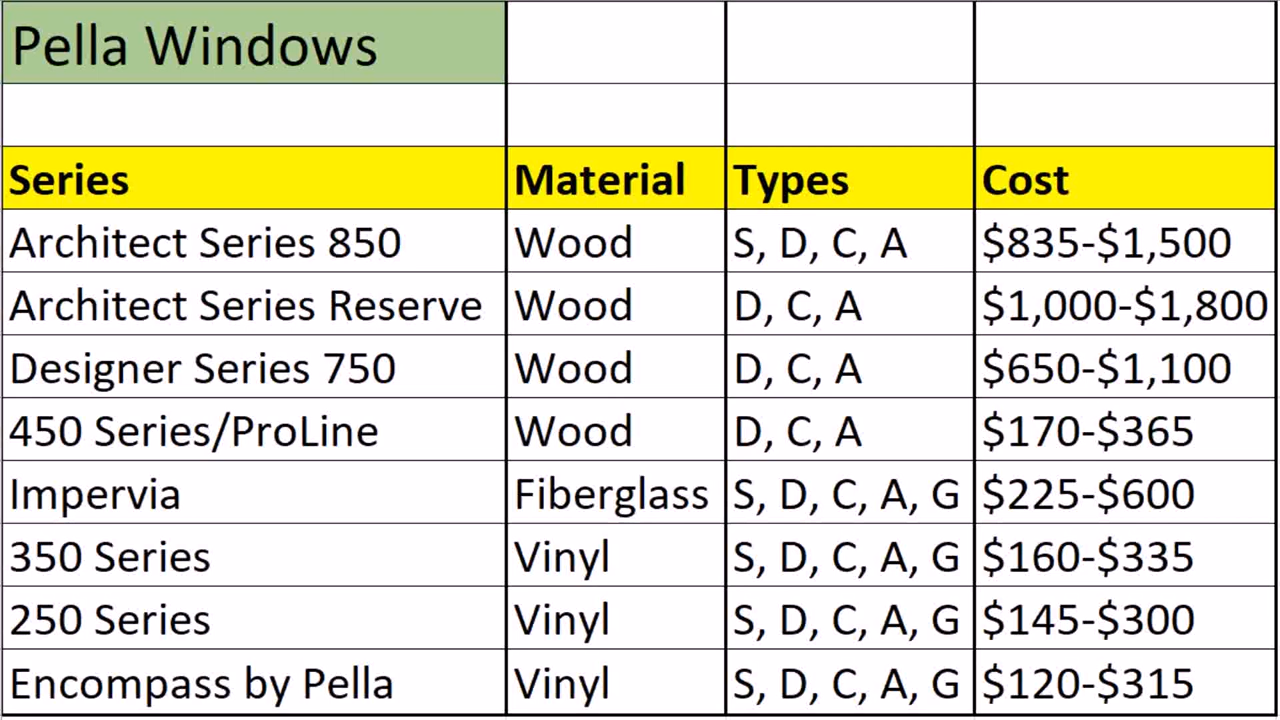 Pella Windows
Series Material Types Cost
Architect Series 850 Wood S, D, C, A $835-$1,500
Architect Series Reserve Wood D, C, A $1,000-$1,800
Designer Series 750 Wood D, C, A $650-$1,100
450 Series/ProLine Wood D, C, A $170-$365
Impervia Fiberglass S, D, C, A, G $225-$600
350 Series Vinyl S, D, C, A, G $160-$335
250 Series Vinyl S, D, C, A, G $145-$300
Encompass by Pella Vinyl S, D, C, A, G $120-$315